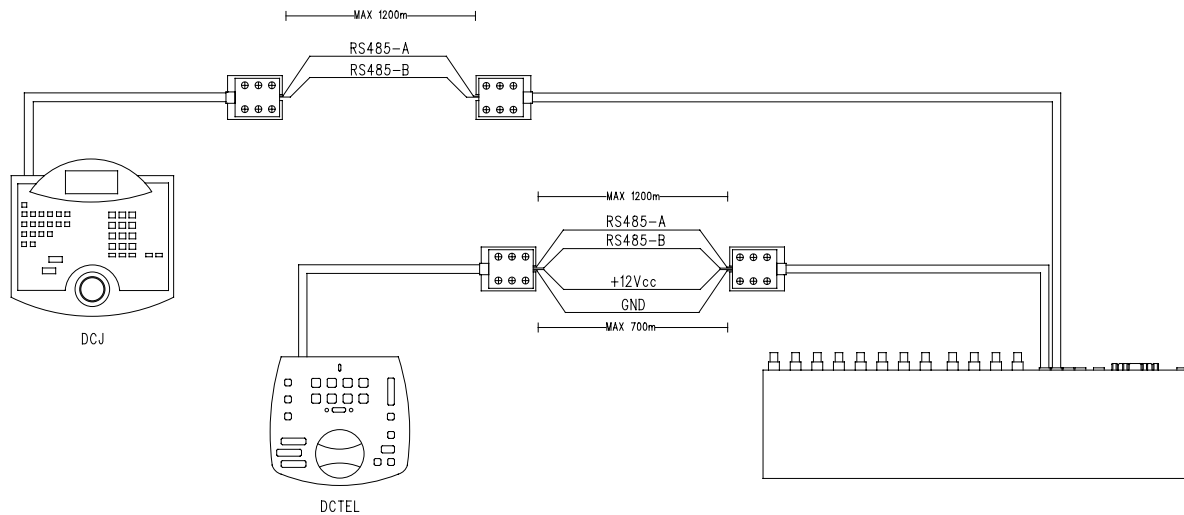 MAX 1200m
RS485-A
RS485-B
MAX 1200m
RS485-A
RS485-B
+12Vcc
GND
MAX 700m
DCJ
DCTEL